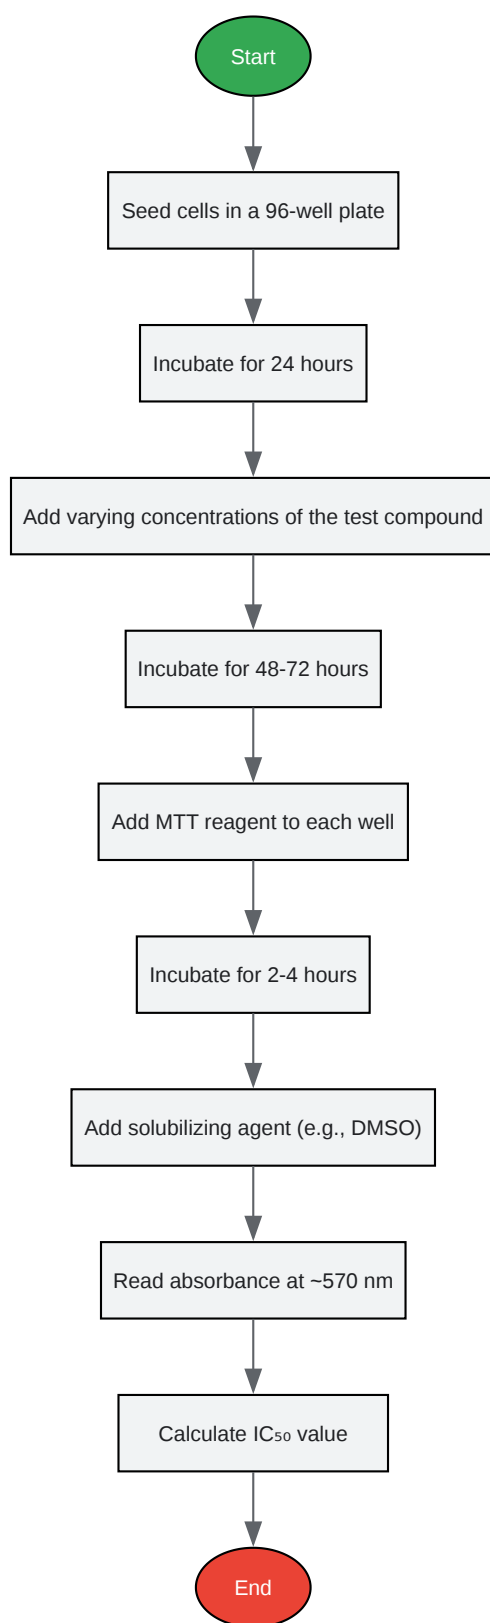 Start
Seed cells in a 96-well plate
Incubate for 24 hours
Add varying concentrations of the test compound
Incubate for 48-72 hours
Add MTT reagent to each well
Incubate for 2-4 hours
Add solubilizing agent (e.g., DMSO)
Read absorbance at ~570 nm
Calculate IC₅₀ value
End